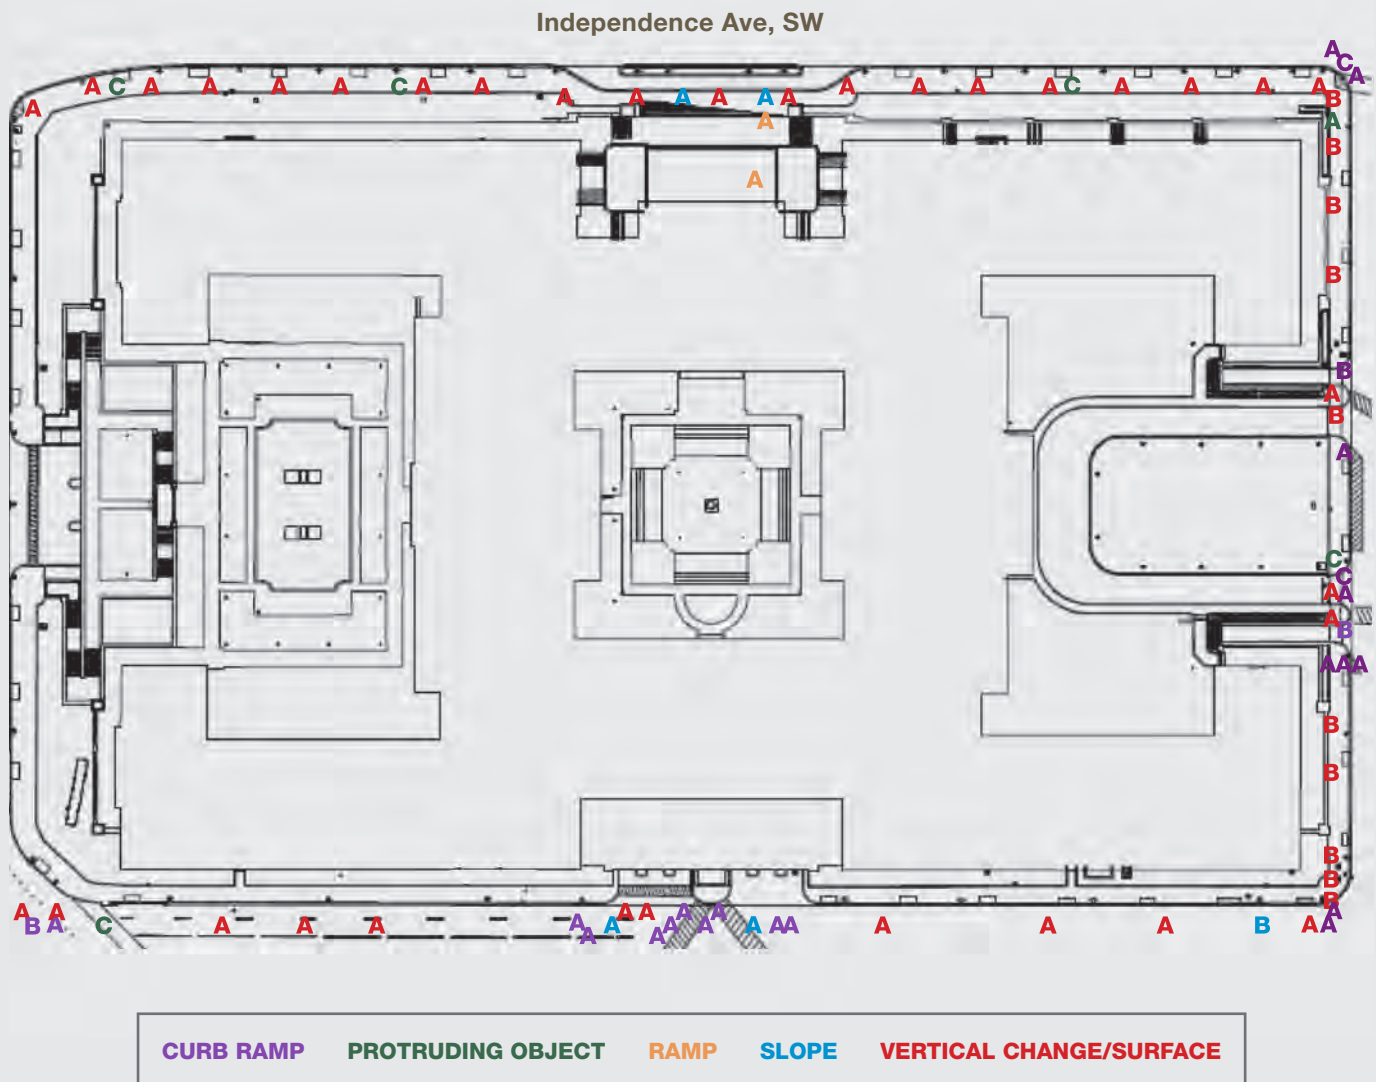 Independence Ave, SW
A
C
A
A C A A A A C A A
A A A A A A A A A C A A A A
A
A B
A
B
A
B
B
B
A
B
A
C
C
A A
A
B
A A A
B
B
B
B
B
A A
B A C A A A
A A A A
A A A A A A A A A
A A A B A A A
CURB RAMP PROTRUDING OBJECT RAMP SLOPE VERTICAL CHANGE/SURFACE